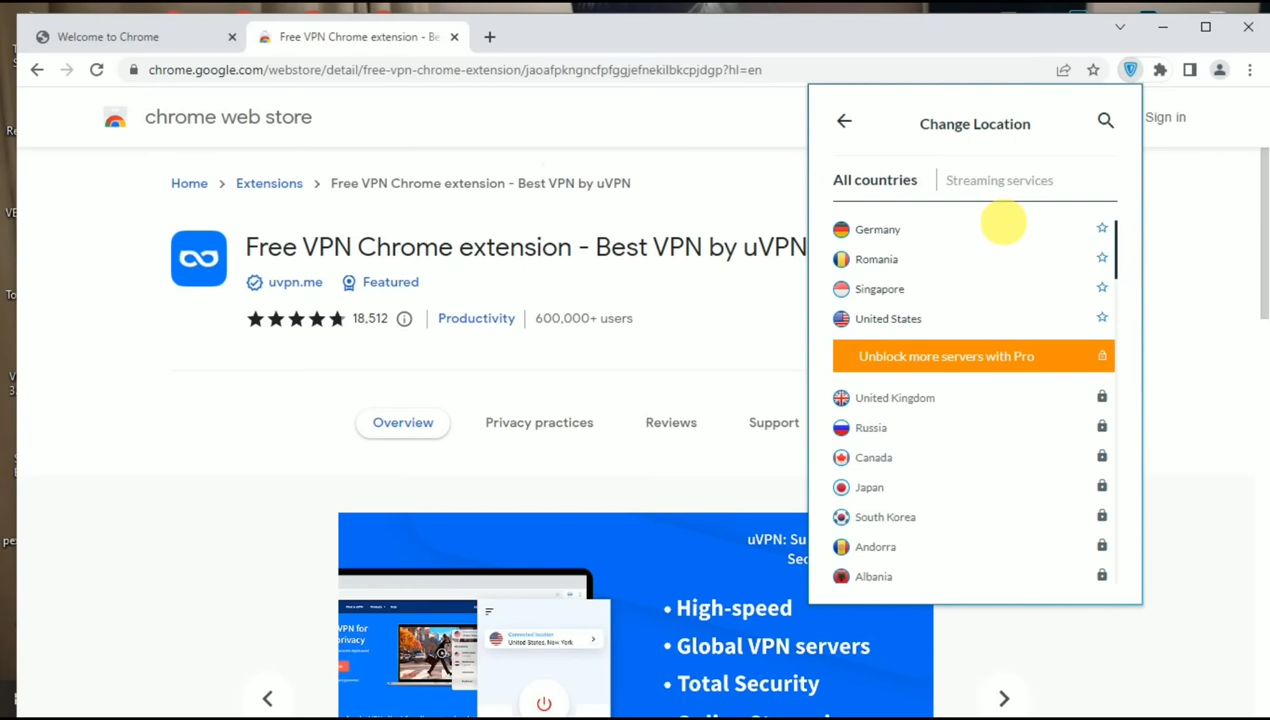 Welcome to Chrome
Free VPN Chrome extension - Be
chrome.google.com/webstore/detail/free-vpn-chrome-extension/jaoafpkngncfpfggjefnekilbkcpjdgp?hl=en
chrome web store
Sign in
Home > Extensions > Free VPN Chrome extension - Best VPN by uVPN
Free VPN Chrome extension - Best VPN by uVPN
uvpn.me Featured
18,512 Productivity 600,000+ users
Overview Privacy practices Reviews Support
Change Location
All countries Streaming services
Germany
Romania
Singapore
United States
Unblock more servers with Pro
United Kingdom
Russia
Canada
Japan
South Korea
Andorra
Albania
uVPN: Su
Sec
• High-speed
• Global VPN servers
• Total Security
VPN for
privacy
Connected location
United States, New York